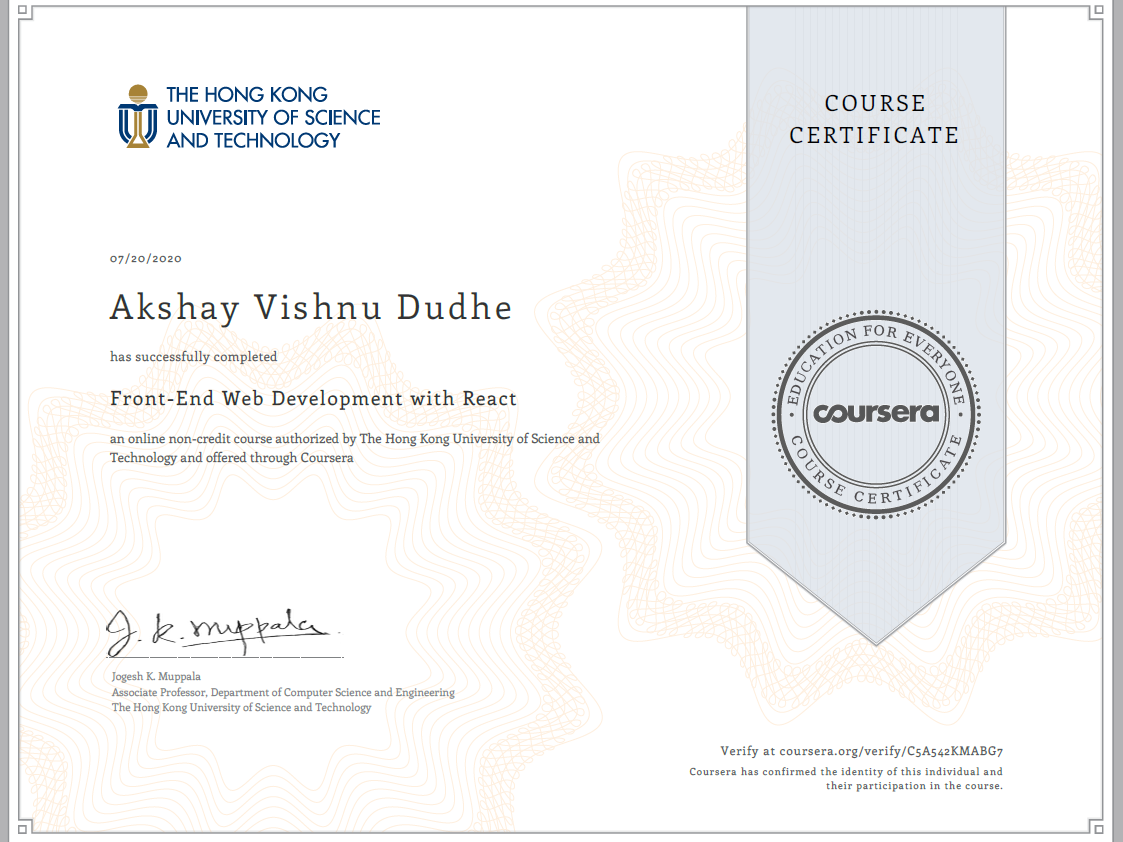 THE HONG KONG
UNIVERSITY OF SCIENCE
AND TECHNOLOGY
COURSE
CERTIFICATE
07/20/2020
Akshay Vishnu Dudhe
has successfully completed
Front-End Web Development with React
an online non-credit course authorized by The Hong Kong University of Science and
Technology and offered through Coursera
EDUCATION FOR EVERYONE
coursera
COURSE CERTIFICATE
J. K. Muppala
Jogesh K. Muppala
Associate Professor, Department of Computer Science and Engineering
The Hong Kong University of Science and Technology
Verify at coursera.org/verify/C5A542KMABG7
Coursera has confirmed the identity of this individual and
their participation in the course.